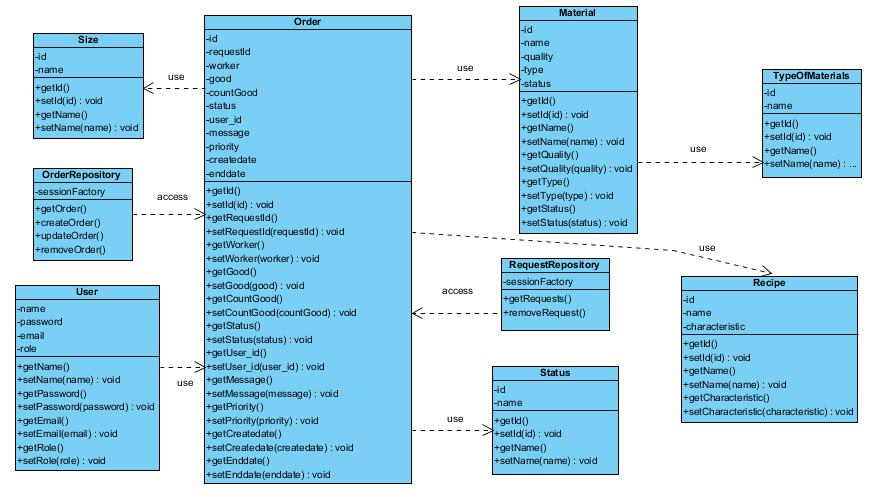 Size
-id
-name
+getId()
+setId(id) : void
+getName()
+setName(name) : void
use
OrderRepository
-sessionFactory
+getOrder()
+createOrder()
+updateOrder()
+removeOrder()
access
User
-name
-password
-email
-role
+getName()
+setName(name) : void
+getPassword()
+setPassword(password) : void
+getEmail()
+setEmail(email) : void
+getRole()
+setRole(role) : void
use
Order
-id
-requestId
-worker
-good
-countGood
-status
-user_id
-message
-priority
-createdate
-enddate
+getId()
+setId(id) : void
+getRequestId()
+setRequestId(requestId) : void
+getWorker()
+setWorker(worker) : void
+getGood()
+setGood(good) : void
+getCountGood()
+setCountGood(countGood) : void
+getStatus()
+setStatus(status) : void
+getUser_id()
+setUser_id(user_id) : void
+getMessage()
+setMessage(message) : void
+getPriority()
+setPriority(priority) : void
+getCreatedate()
+setCreatedate(createdate) : void
+getEnddate()
+setEnddate(enddate) : void
use
Material
-id
-name
-quality
-type
-status
+getId()
+setId(id) : void
+getName()
+setName(name) : void
+getQuality()
+setQuality(quality) : void
+getType()
+setType(type) : void
+getStatus()
+setStatus(status) : void
use
TypeOfMaterials
-id
-name
+getId()
+setId(id) : void
+getName()
+setName(name) : ...
use
access
RequestRepository
-sessionFactory
+getRequests()
+removeRequest()
Recipe
-id
-name
-characteristic
+getId()
+setId(id) : void
+getName()
+setName(name) : void
+getCharacteristic()
+setCharacteristic(characteristic) : void
use
Status
-id
-name
+getId()
+setId(id) : void
+getName()
+setName(name) : void